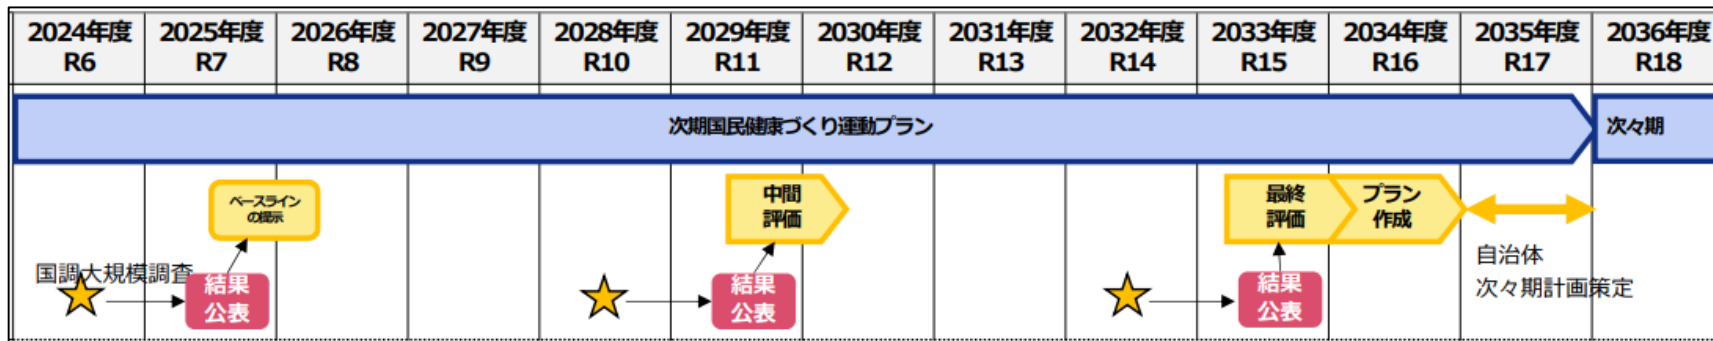 2024年度
R6
2025年度
R7
2026年度
R8
2027年度
R9
2028年度
R10
2029年度
R11
2030年度
R12
2031年度
R13
2032年度
R14
2033年度
R15
2034年度
R16
2035年度
R17
2036年度
R18
次期国民健康づくり運動プラン
次々期
ベースライン
の提示
中間
評価
最終
評価
プラン
作成
国調大規模調査
結果
公表
結果
公表
結果
公表
自治体
次々期計画策定